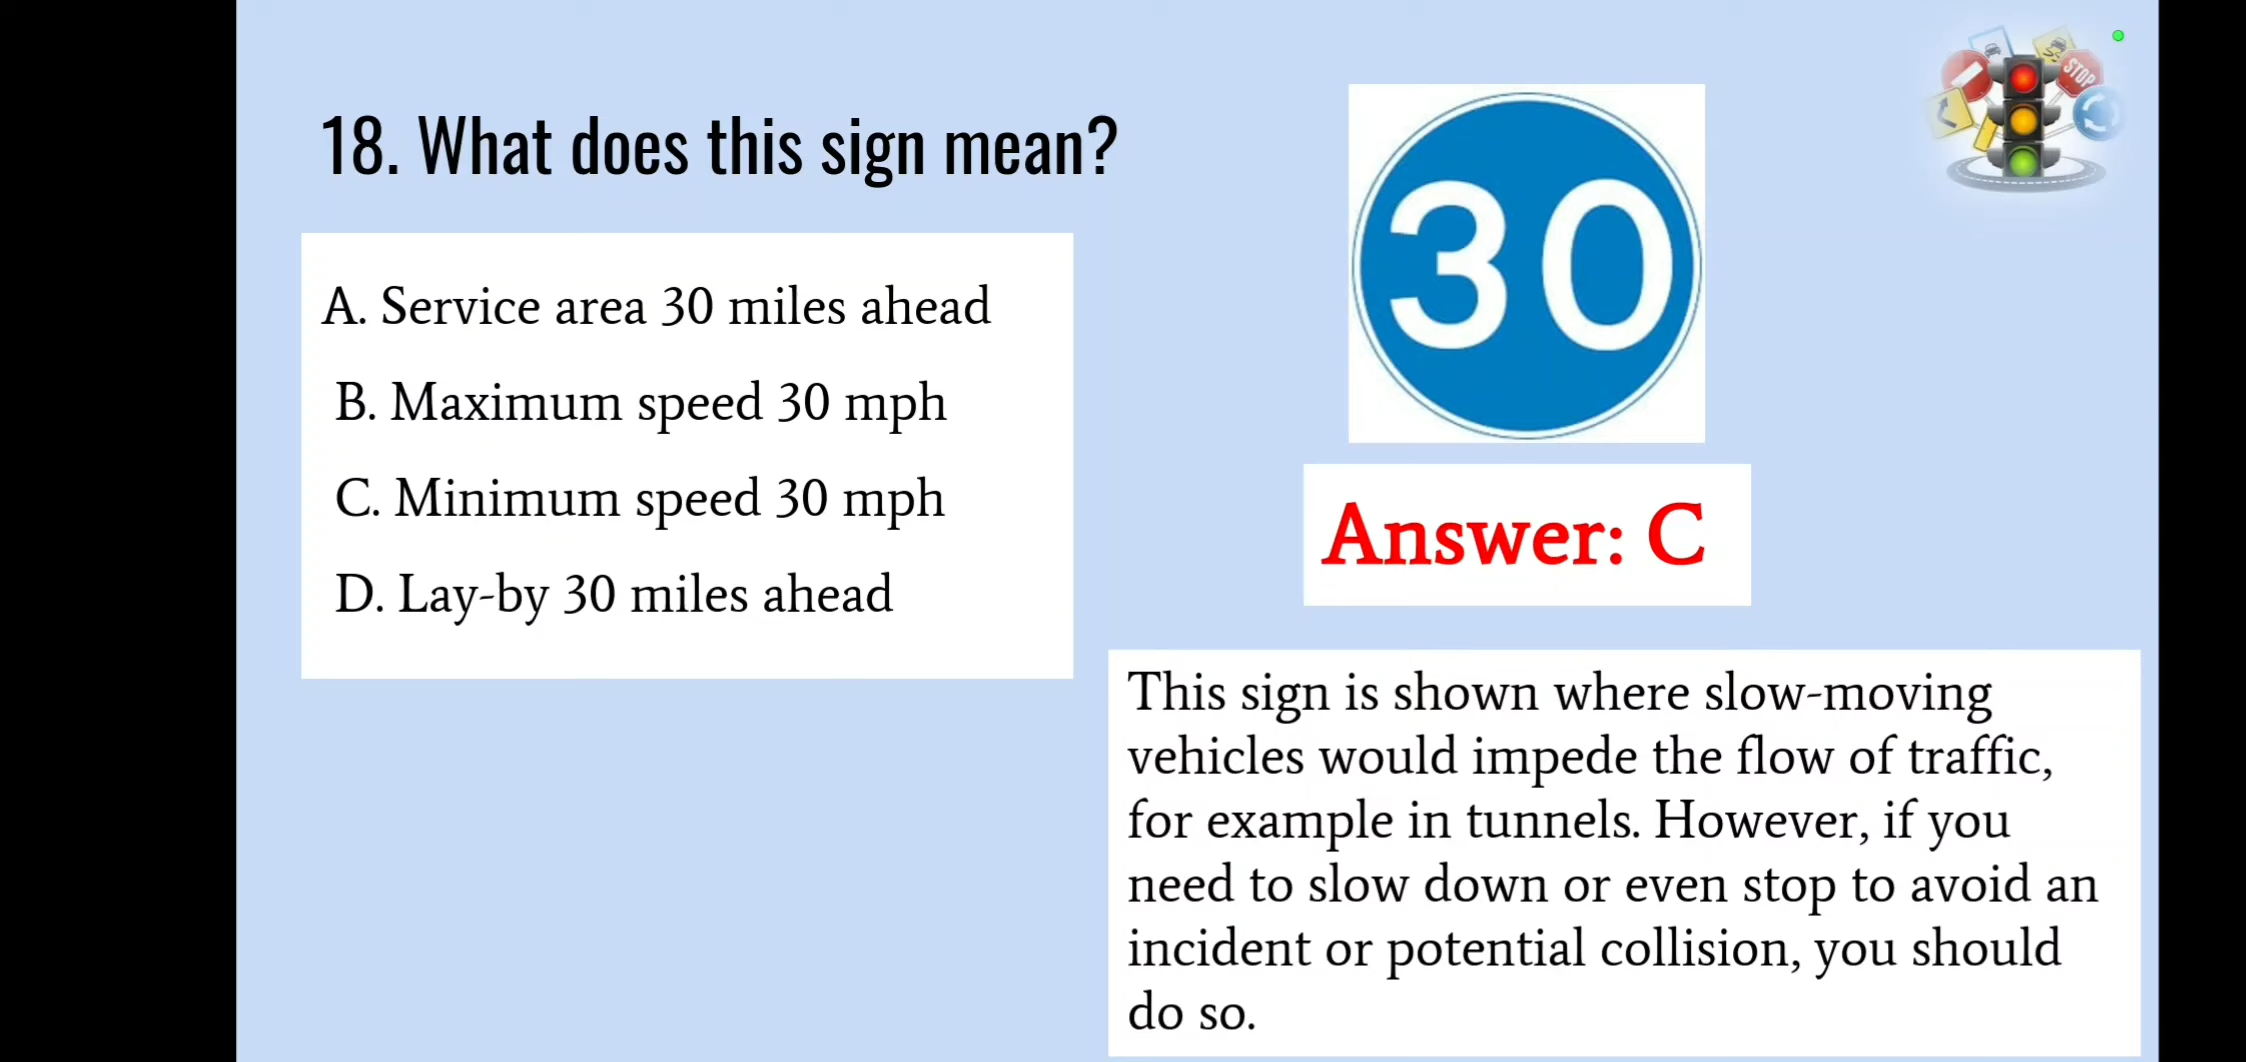 18. What does this sign mean?
A. Service area 30 miles ahead
B. Maximum speed 30 mph
C. Minimum speed 30 mph
D. Lay-by 30 miles ahead
30
STOP
Answer: C
This sign is shown where slow-moving
vehicles would impede the flow of traffic,
for example in tunnels. However, if you
need to slow down or even stop to avoid an
incident or potential collision, you should
do so.